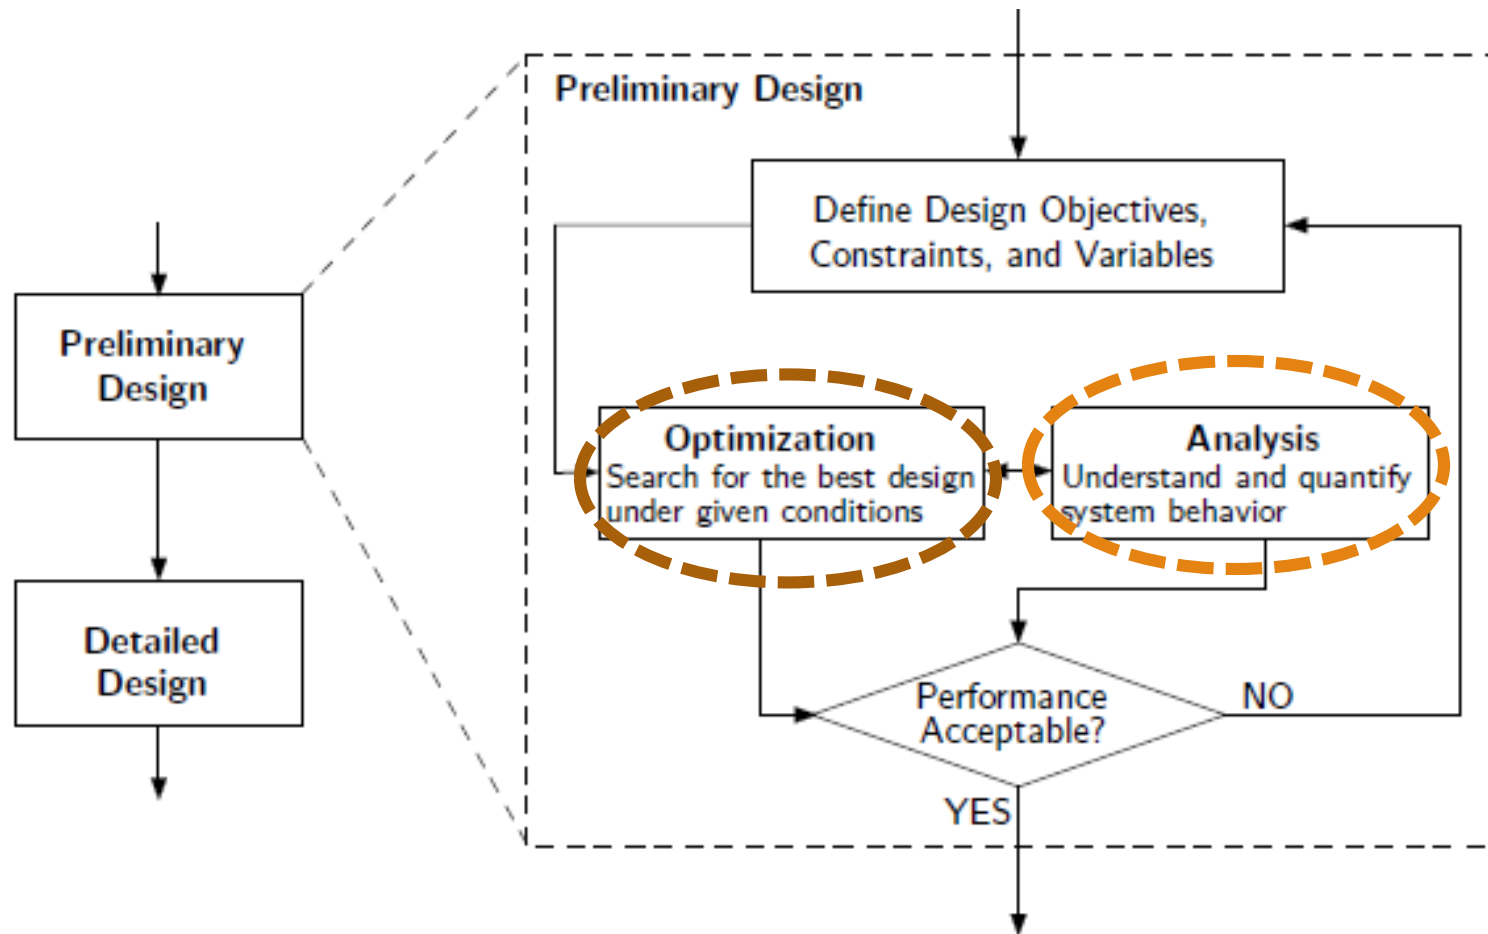 Preliminary
Design
Detailed
Design
Preliminary Design
Define Design Objectives,
Constraints, and Variables
Optimization
Search for the best design
under given conditions
Analysis
Understand and quantify
system behavior
Performance
Acceptable?
NO
YES